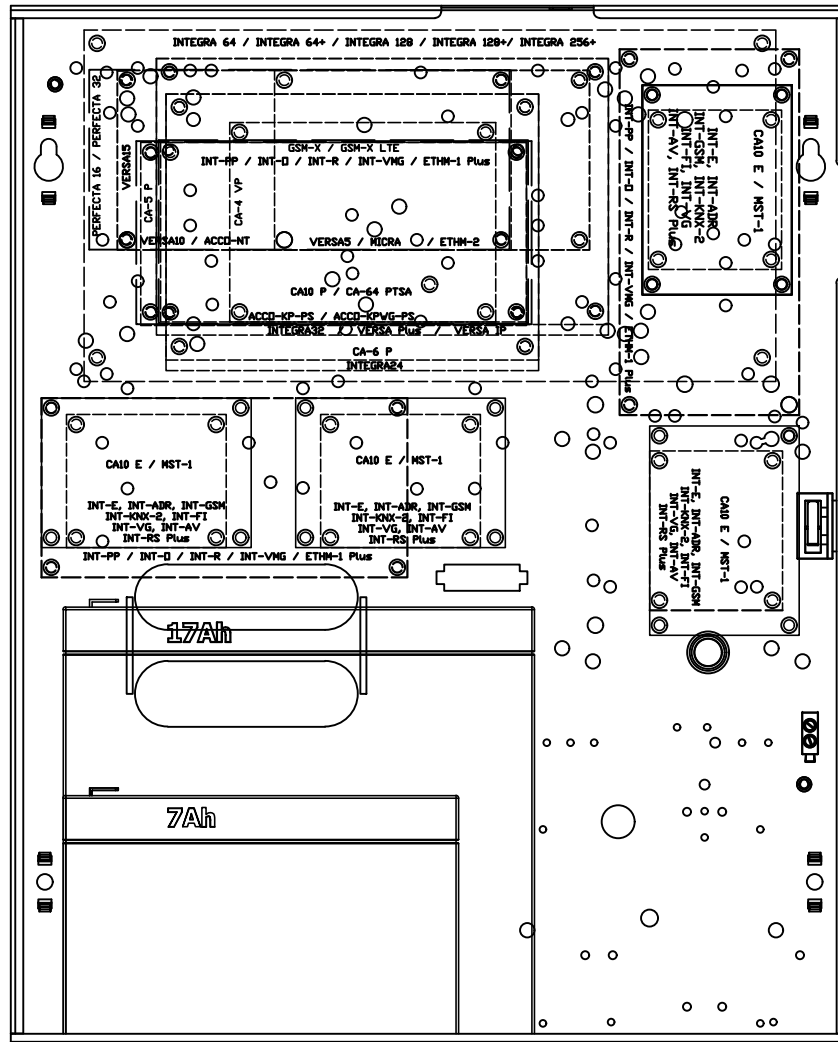 INTEGRA 64 / INTEGRA 64+ / INTEGRA 128 / INTEGRA 128+/ INTEGRA 256+
PERFECTA 16 / PERFECTA 32
VERSA15
CA-5 P
CA-4 VP
GSM-X / GSM-X LTE
INT-PP / INT-O / INT-R / INT-VMG / ETHM-1 Plus
VERSA10 / ACCO-NT
VERSA5 / MICRA / ETHM-2
CA10 P / CA-64 PTSA
ACCO-KP-PS / ACCO-KPWG-PS
INTEGRA32 / VERSA Plus / VERSA IP
CA-6 P
INTEGRA24
INT-PP / INT-O / INT-R / INT-VMG / ETHM-1 Plus
CA10 E / MST-1
INT-E, INT-ADR
INT-GSM, INT-KNX-2
INT-FI, INT-VG
INT-AV, INT-RS Plus
CA10 E / MST-1
INT-E, INT-ADR, INT-GSM
INT-KNX-2, INT-FI
INT-VG, INT-AV
INT-RS Plus
CA10 E / MST-1
INT-E, INT-ADR, INT-GSM
INT-KNX-2, INT-FI
INT-VG, INT-AV
INT-RS Plus
INT-PP / INT-O / INT-R / INT-VMG / ETHM-1 Plus
CA10 E / MST-1
INT-E, INT-ADR, INT-GSM
INT-KNX-2, INT-FI
INT-VG, INT-AV
INT-RS Plus
17Ah
7Ah